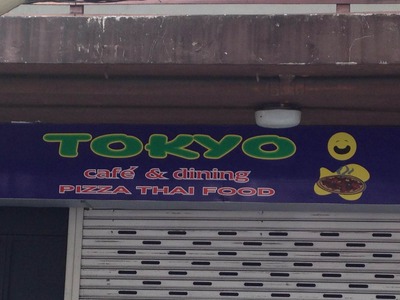 TOKYO
café & dining
PIZZA THAI FOOD